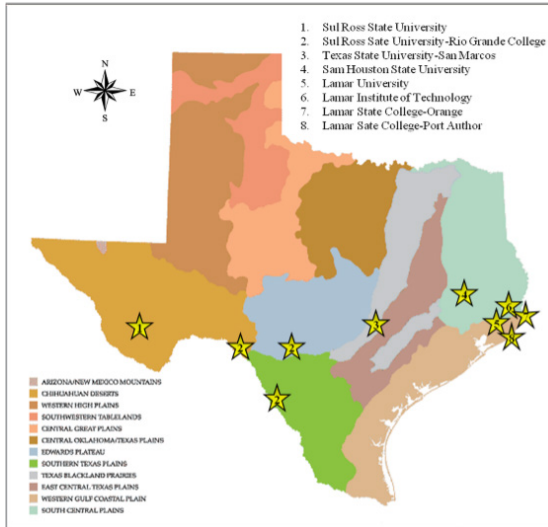 1. Sul Ross State University
2. Sul Ross Sate University-Rio Grande College
3. Texas State University-San Marcos
4. Sam Houston State University
5. Lamar University
6. Lamar Institute of Technology
7. Lamar State College-Orange
8. Lamar Sate College-Port Author
N
W E
S
4
6
1
3
2
2
2
ARIZONA/NEW MEXICO MOUNTAINS
CHIHUAHUAN DESERTS
WESTERN HIGH PLAINS
SOUTHWESTERN TABLELANDS
CENTRAL GREAT PLAINS
CENTRAL OKLAHOMA/TEXAS PLAINS
EDWARDS PLATEAU
SOUTHERN TEXAS PLAINS
TEXAS BLACKLAND PRAIRIES
EAST CENTRAL TEXAS PLAINS
WESTERN GULF COASTAL PLAIN
SOUTH CENTRAL PLAINS